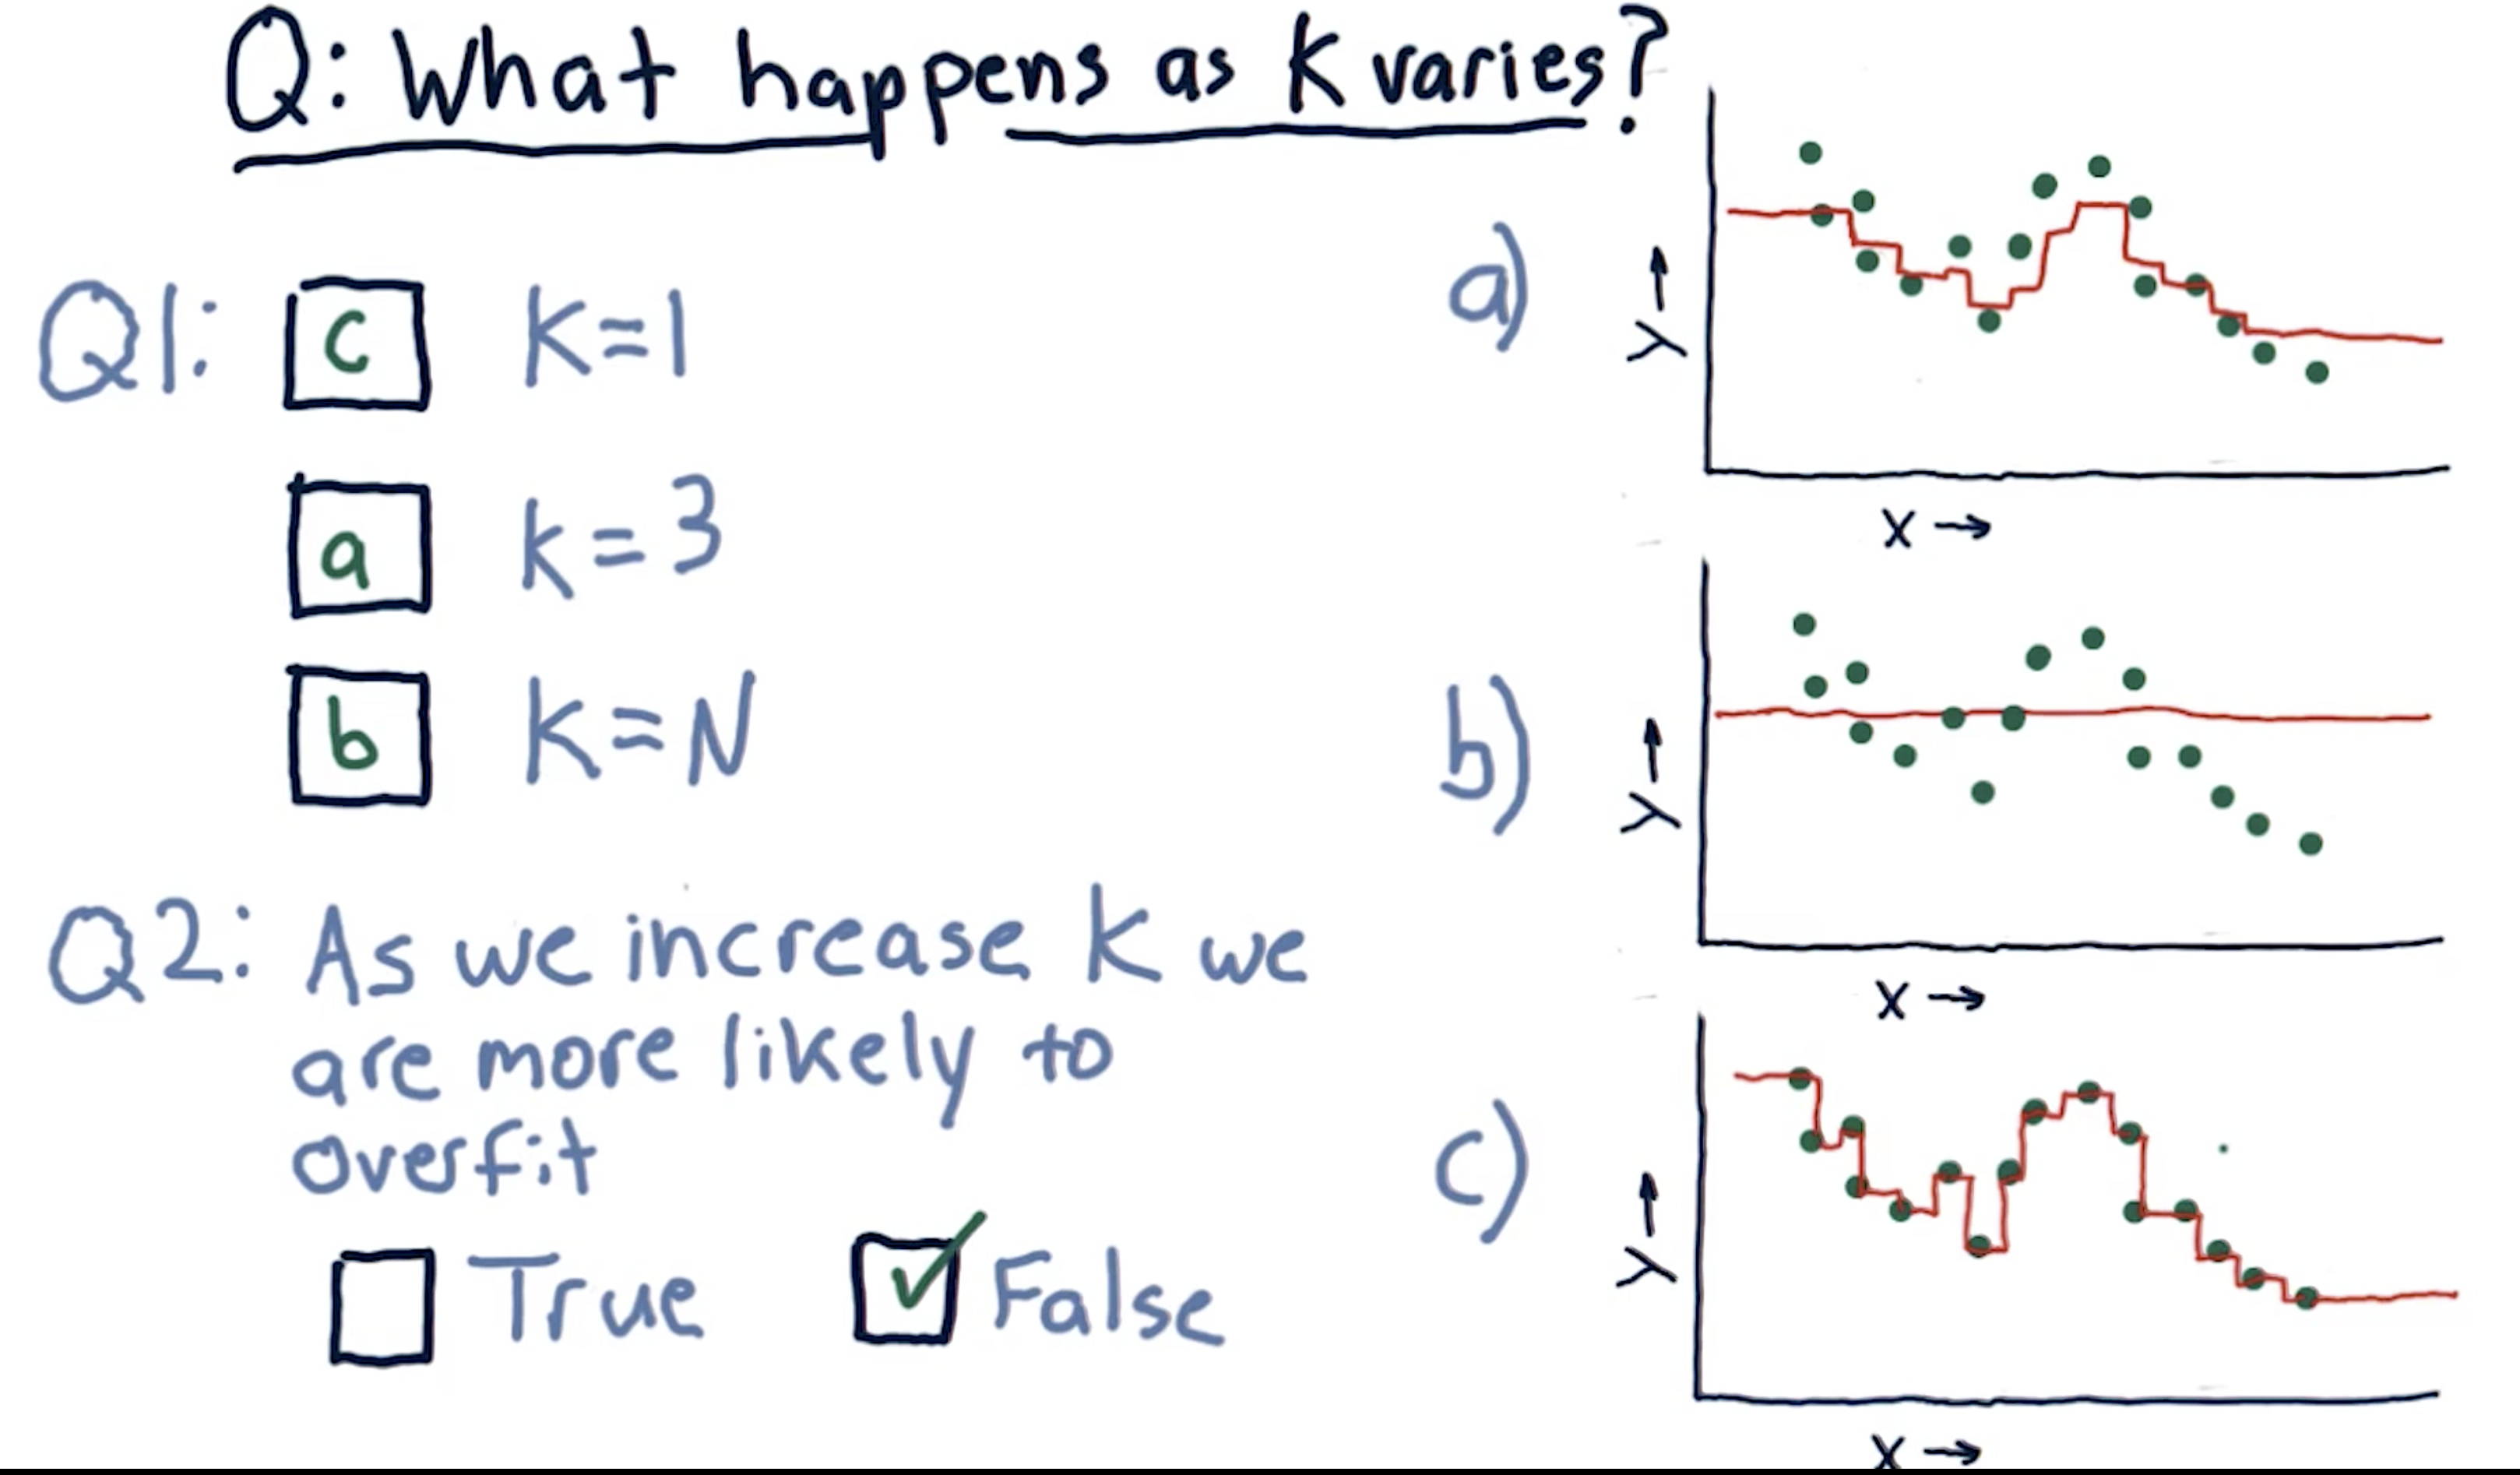 Q: What happens as K varies?
Q1: c K=1
a K=3
b K=N
Q2: As we increase K we
are more likely to
overfit
True ✓ False
a)
Y
X
b)
Y
X
c)
Y
X